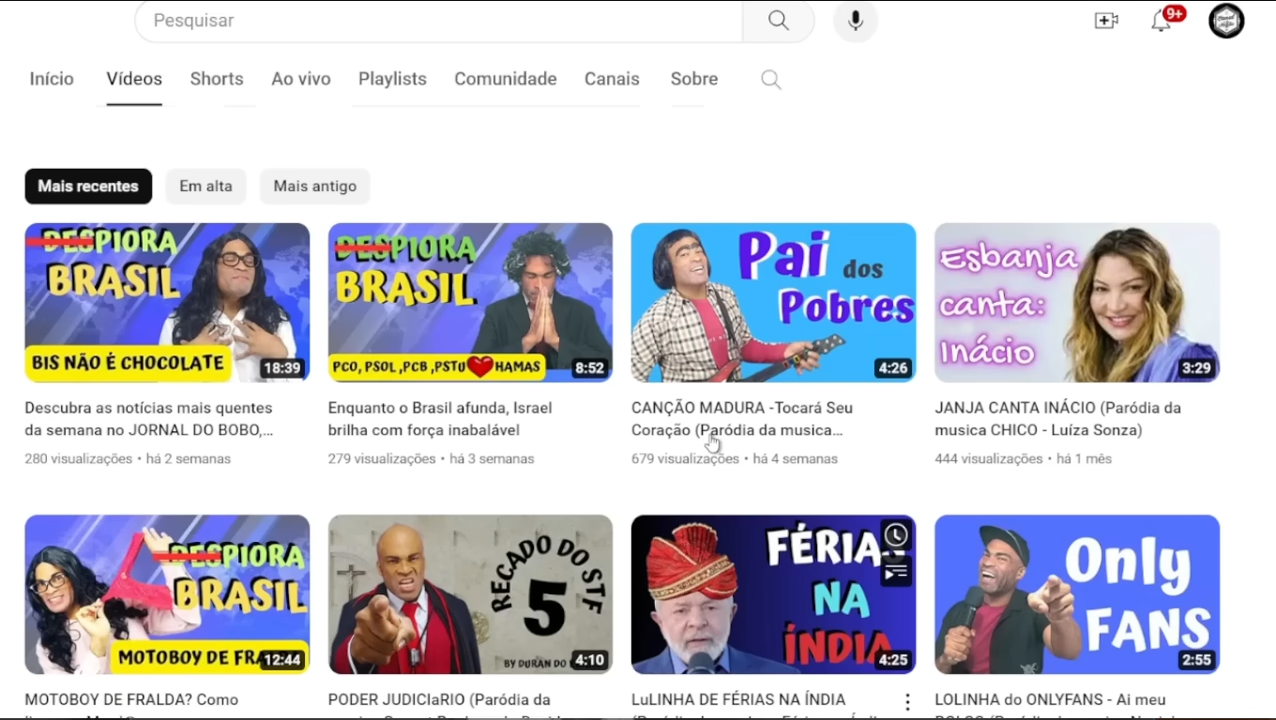 Pesquisar
9+
Início Vídeos Shorts Ao vivo Playlists Comunidade Canais Sobre
Mais recentes Em alta Mais antigo
DESPIORA
BRASIL
BIS NÃO É CHOCOLATE
18:39
DESPIORA
BRASIL
PCO, PSOL ,PCB ,PSTU HAMAS
8:52
Pai dos
Pobres
4:26
Esbanja
canta:
Inácio
3:29
Descubra as notícias mais quentes
da semana no JORNAL DO BOBO,...
280 visualizações • há 2 semanas
Enquanto o Brasil afunda, Israel
brilha com força inabalável
279 visualizações • há 3 semanas
CANÇÃO MADURA -Tocará Seu
Coração (Paródia da musica...
679 visualizações • há 4 semanas
JANJA CANTA INÁCIO (Paródia da
musica CHICO - Luíza Sonza)
444 visualizações • há 1 mês
DESPIORA
BRASIL
MOTOBOY DE
12:44
RECADO DO STF
5
BY DURAN DO
4:10
FÉRIAS
NA
ÍNDIA
4:25
Only
FANS
2:55
MOTOBOY DE FRALDA? Como
PODER JUDICIaRIO (Paródia da
LuLINHA DE FÉRIAS NA ÍNDIA
LOLINHA do ONLYFANS - Ai meu